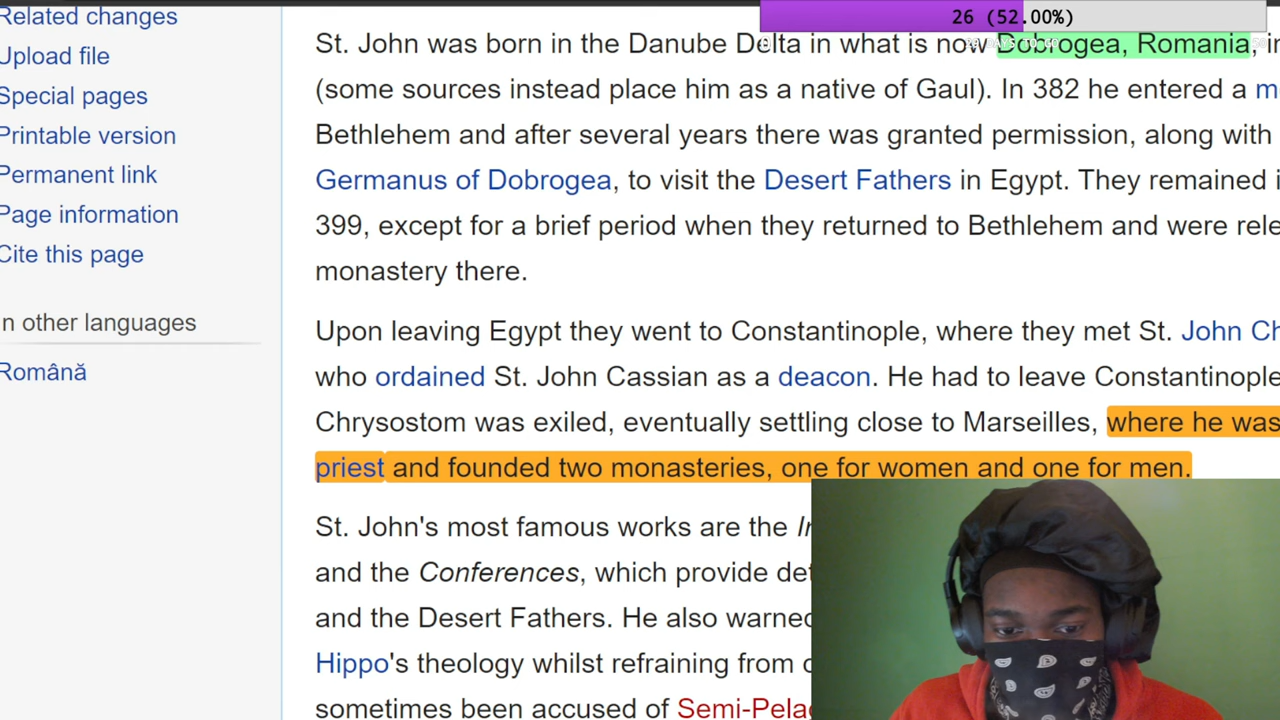 Related changes
Upload file
Special pages
Printable version
Permanent link
Page information
Cite this page
n other languages
Română
26 (52.00%)
St. John was born in the Danube Delta in what is now Dobrogea, Romania, in
(some sources instead place him as a native of Gaul). In 382 he entered a m
Bethlehem and after several years there was granted permission, along with
Germanus of Dobrogea, to visit the Desert Fathers in Egypt. They remained i
399, except for a brief period when they returned to Bethlehem and were rele
monastery there.
Upon leaving Egypt they went to Constantinople, where they met St. John Ch
who ordained St. John Cassian as a deacon. He had to leave Constantinople
Chrysostom was exiled, eventually settling close to Marseilles, where he was
priest and founded two monasteries, one for women and one for men.
St. John's most famous works are the In
and the Conferences, which provide det
and the Desert Fathers. He also warned
Hippo's theology whilst refraining from
sometimes been accused of Semi-Pelag